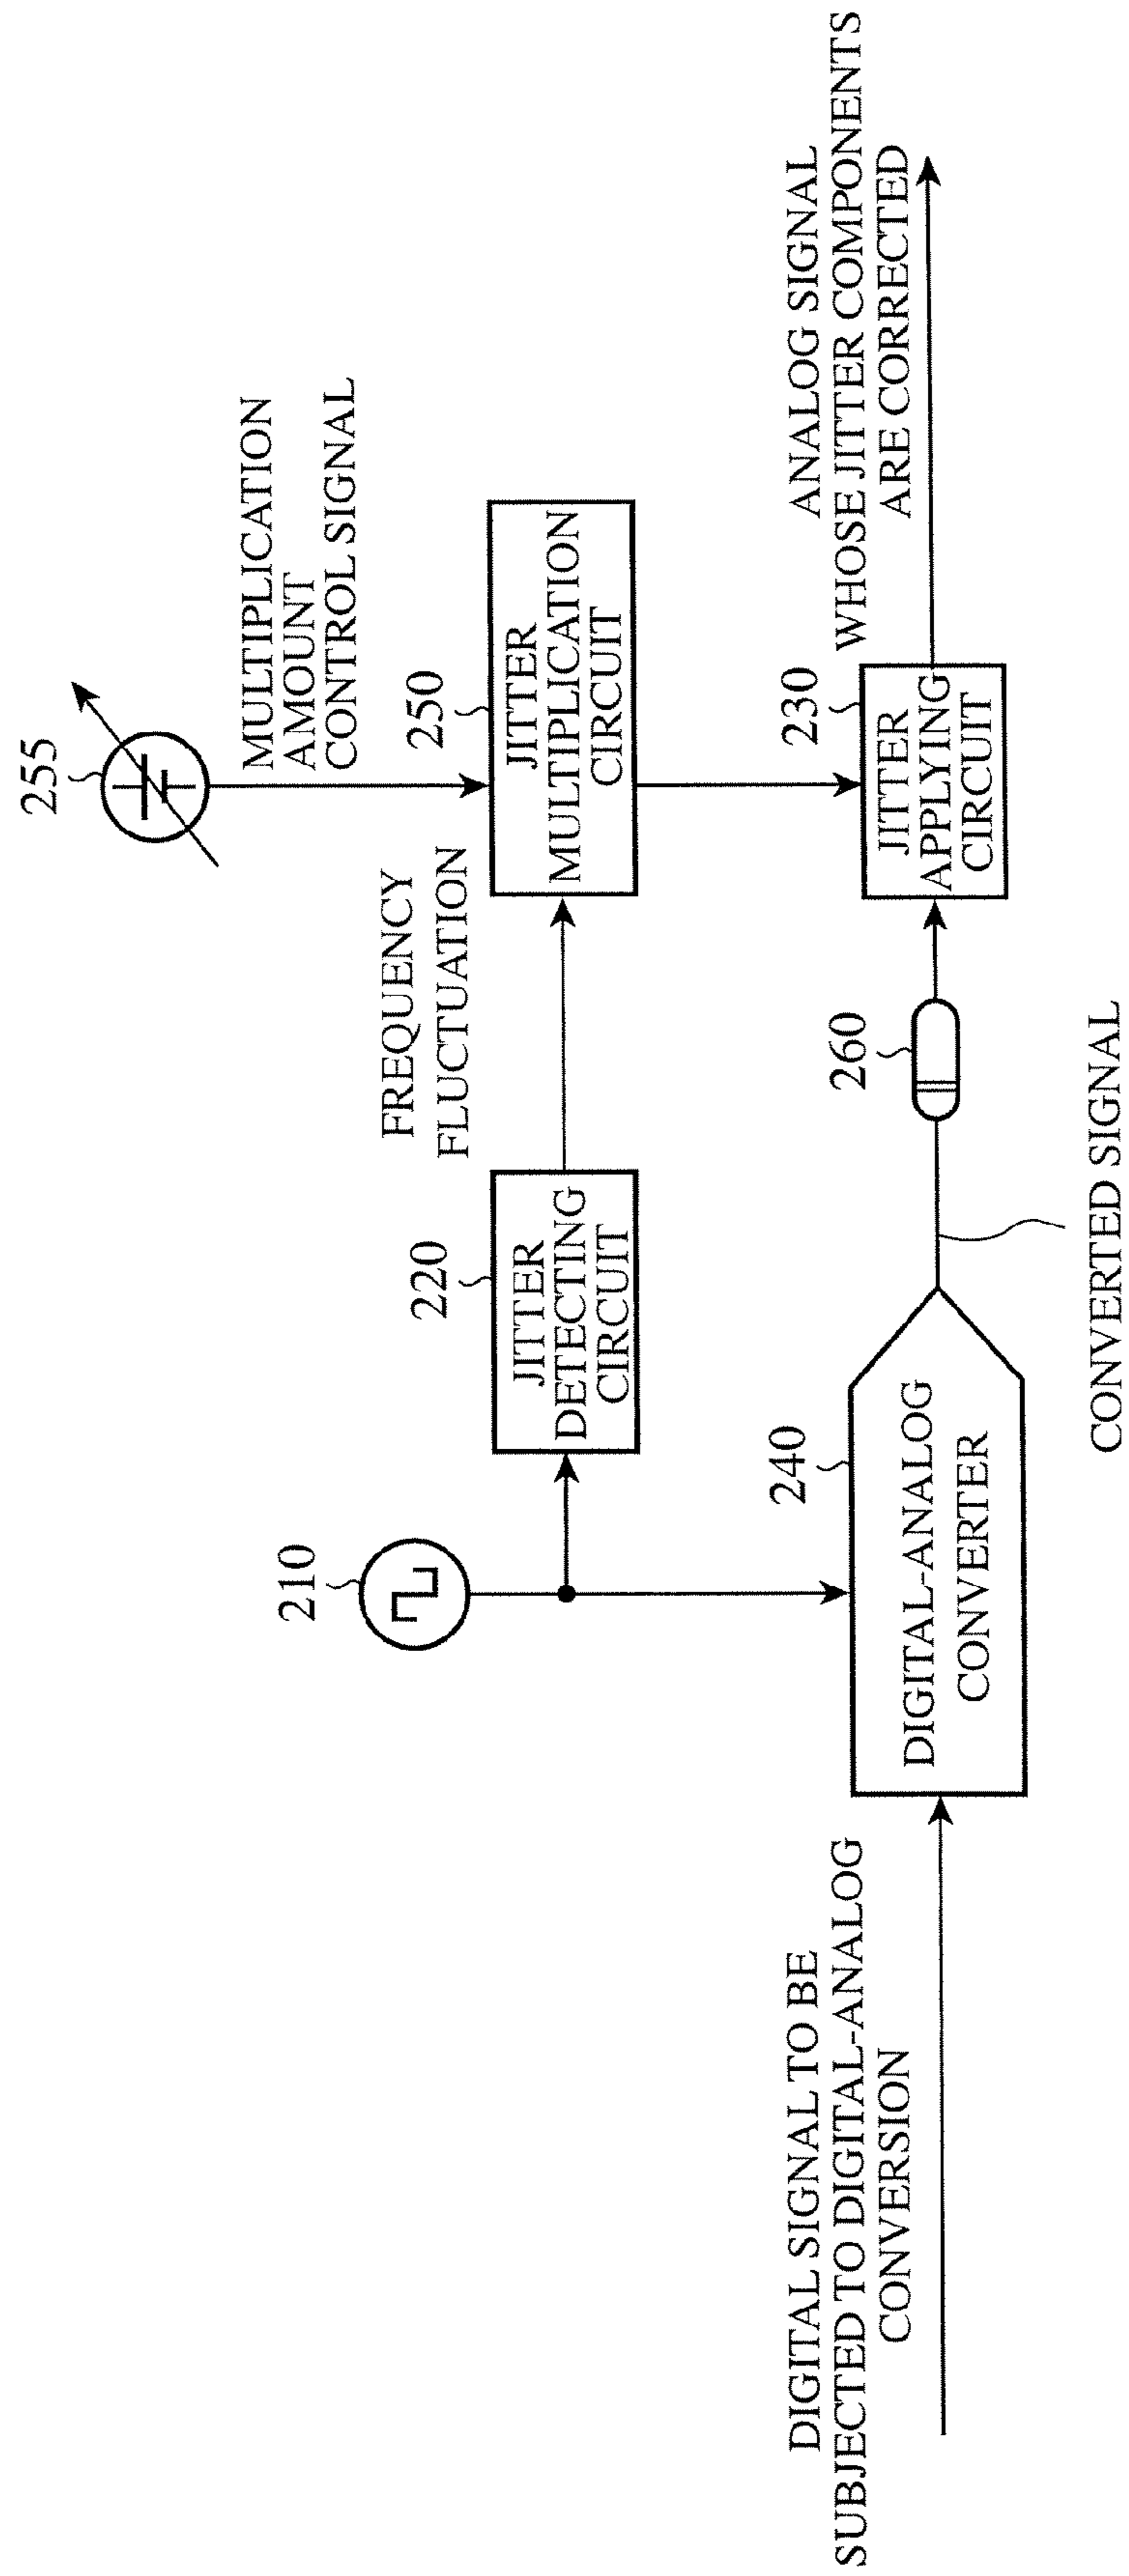 255
MULTIPLICATION
AMOUNT
CONTROL SIGNAL
210
220
JITTER
DETECTING
CIRCUIT
FREQUENCY
FLUCTUATION
250
JITTER
MULTIPLICATION
CIRCUIT
DIGITAL SIGNAL TO BE
SUBJECTED TO DIGITAL-ANALOG
CONVERSION
240
DIGITAL-ANALOG
CONVERTER
260
230
JITTER
APPLYING
CIRCUIT
ANALOG SIGNAL
WHOSE JITTER COMPONENTS
ARE CORRECTED
CONVERTED SIGNAL